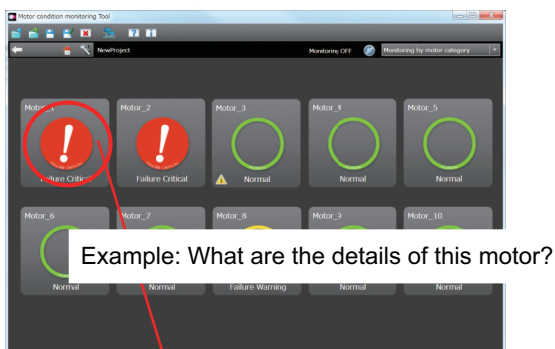 Motor condition monitoring Tool
NewProject
Monitoring OFF
Monitoring by motor category
Motor_1
Motor_2
Motor_3
Motor_4
Motor_5
Failure Critical
Failure Critical
Normal
Normal
Normal
Motor_6
Motor_7
Motor_8
Motor_9
Motor_10
Example: What are the details of this motor?
Normal
Normal
Failure Warning
Normal
Normal